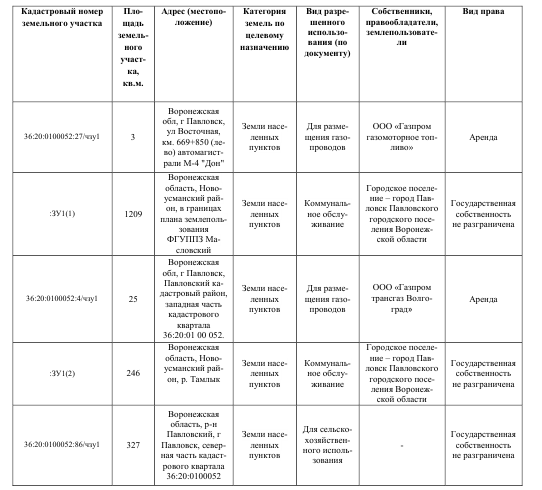 Кадастровый номер
земельного участка
Пло-
щадь
земель-
ного
участ-
ка,
кв.м.
Адрес (местопо-
ложение)
Категория
земель по
целевому
назначению
Вид разре-
шенного
использо-
вания (по
документу)
Собственники,
правообладатели,
землепользовате-
ли
Вид права
36:20:0100052:27/чзу1
3
Воронежская
обл, г Павловск,
ул Восточная,
км. 669+850 (ле-
во) автомагист-
рали М-4 "Дон"
Земли насе-
ленных
пунктов
Для разме-
щения газо-
проводов
ООО «Газпром
газомоторное топ-
ливо»
Аренда
:ЗУ1(1)
1209
Воронежская
область, Ново-
усманский рай-
он, в границах
плана землеполь-
зования
ФГУППЗ Ма-
словский
Земли насе-
ленных
пунктов
Коммуналь-
ное обслу-
живание
Городское поселе-
ние – город Пав-
ловск Павловского
городского посе-
ления Воронеж-
ской области
Государственная
собственность
не разграничена
36:20:0100052:4/чзу1
25
Воронежская
обл, г Павловск,
Павловский ка-
дастровый район,
западная часть
кадастрового
квартала
36:20:01 00 052.
Земли насе-
ленных
пунктов
Для разме-
щения газо-
проводов
ООО «Газпром
трансгаз Волго-
град»
Аренда
:ЗУ1(2)
246
Воронежская
область, Ново-
усманский рай-
он, р. Тамлык
Земли насе-
ленных
пунктов
Коммуналь-
ное обслу-
живание
Городское поселе-
ние – город Пав-
ловск Павловского
городского посе-
ления Воронеж-
ской области
Государственная
собственность
не разграничена
36:20:0100052:86/чзу1
327
Воронежская
область, р-н
Павловский, г
Павловск, север-
ная часть кадаст-
рового квартала
36:20:0100052
Земли насе-
ленных
пунктов
Для сельско-
хозяйствен-
ного исполь-
зования
-
Государственная
собственность
не разграничена